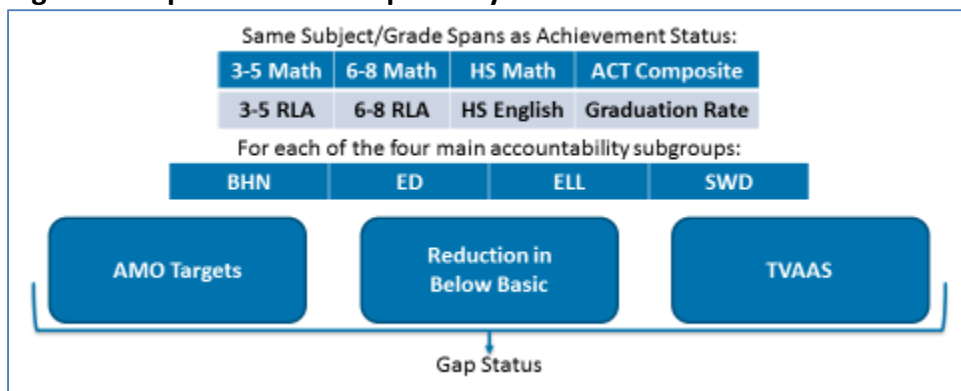 Same Subject/Grade Spans as Achievement Status:
3-5 Math 6-8 Math HS Math ACT Composite
3-5 RLA 6-8 RLA HS English Graduation Rate
For each of the four main accountability subgroups:
BHN ED ELL SWD
AMO Targets
Reduction in
Below Basic
TVAAS
Gap Status